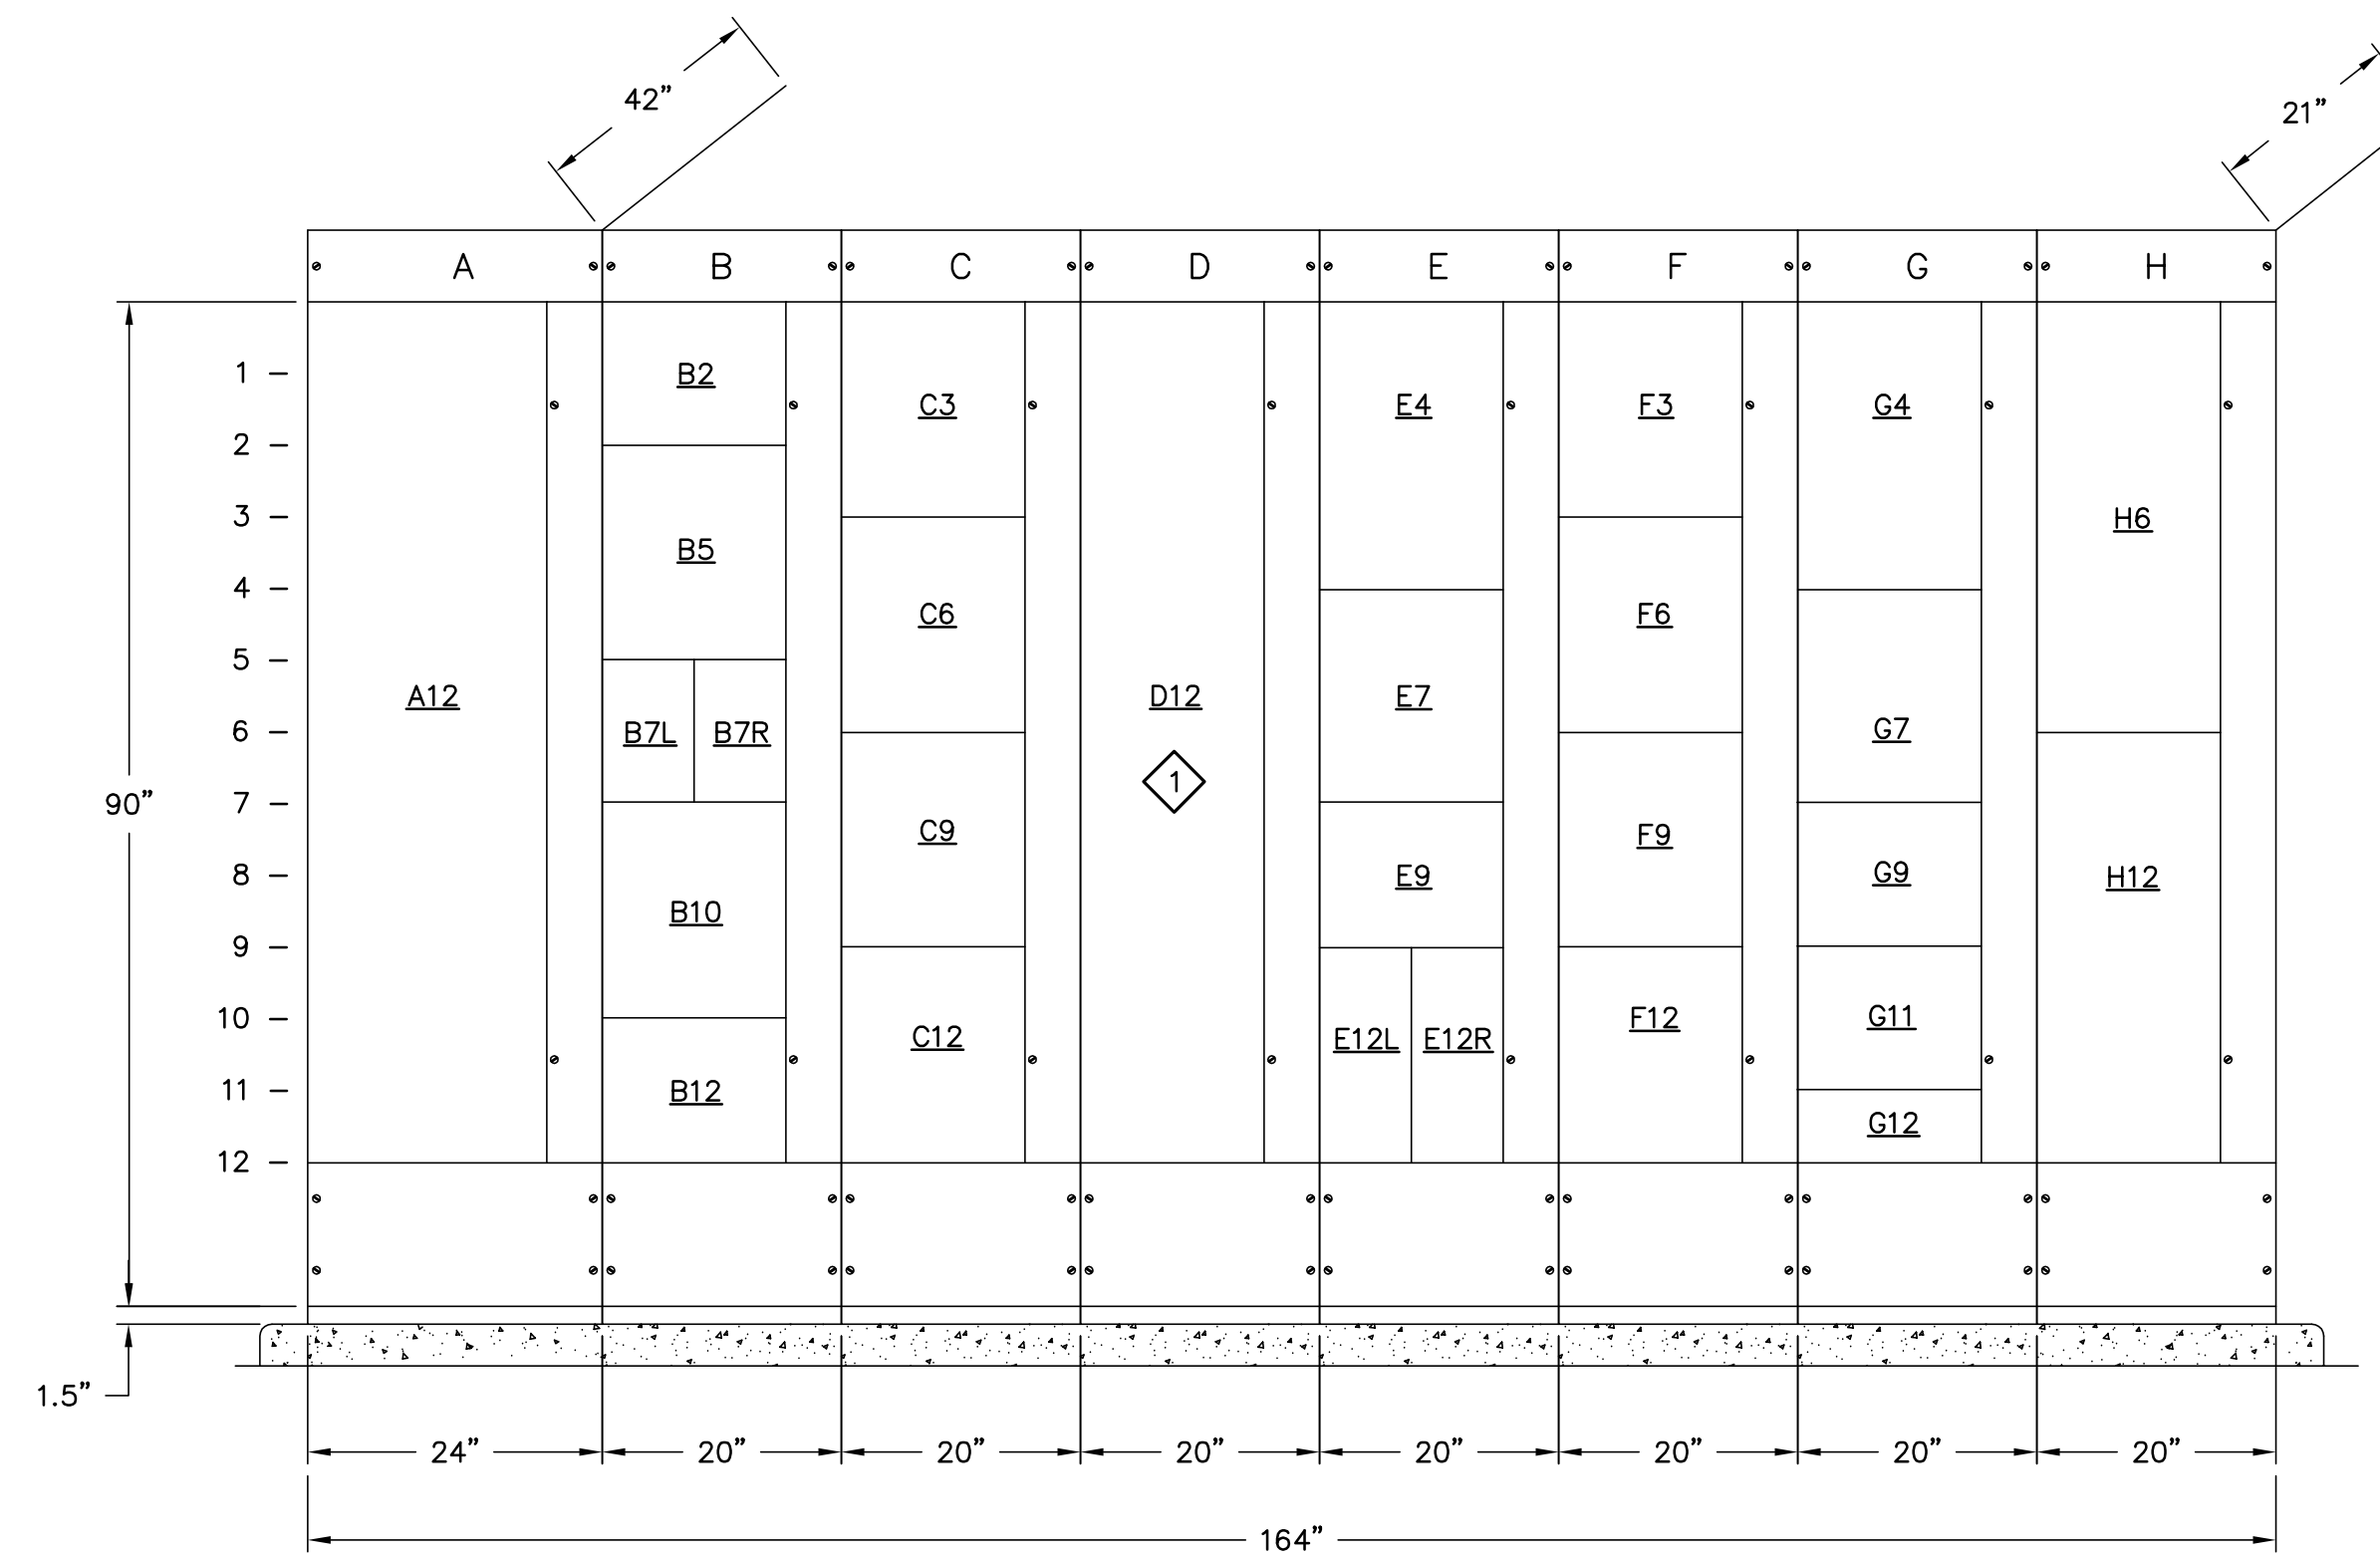 42”
21”
A B C D E F G H
1
B2
C3 E4 F3 G4
2
3
H6
B5
4
C6 F6
5
A12 D12 E7
6
B7L B7R G7
1
7
90”
C9 F9
8
E9 G9 H12
B10
9
10
C12 E12L E12R F12 G11
11
B12
G12
12
1.5”
24” 20” 20” 20” 20” 20” 20” 20”
164”